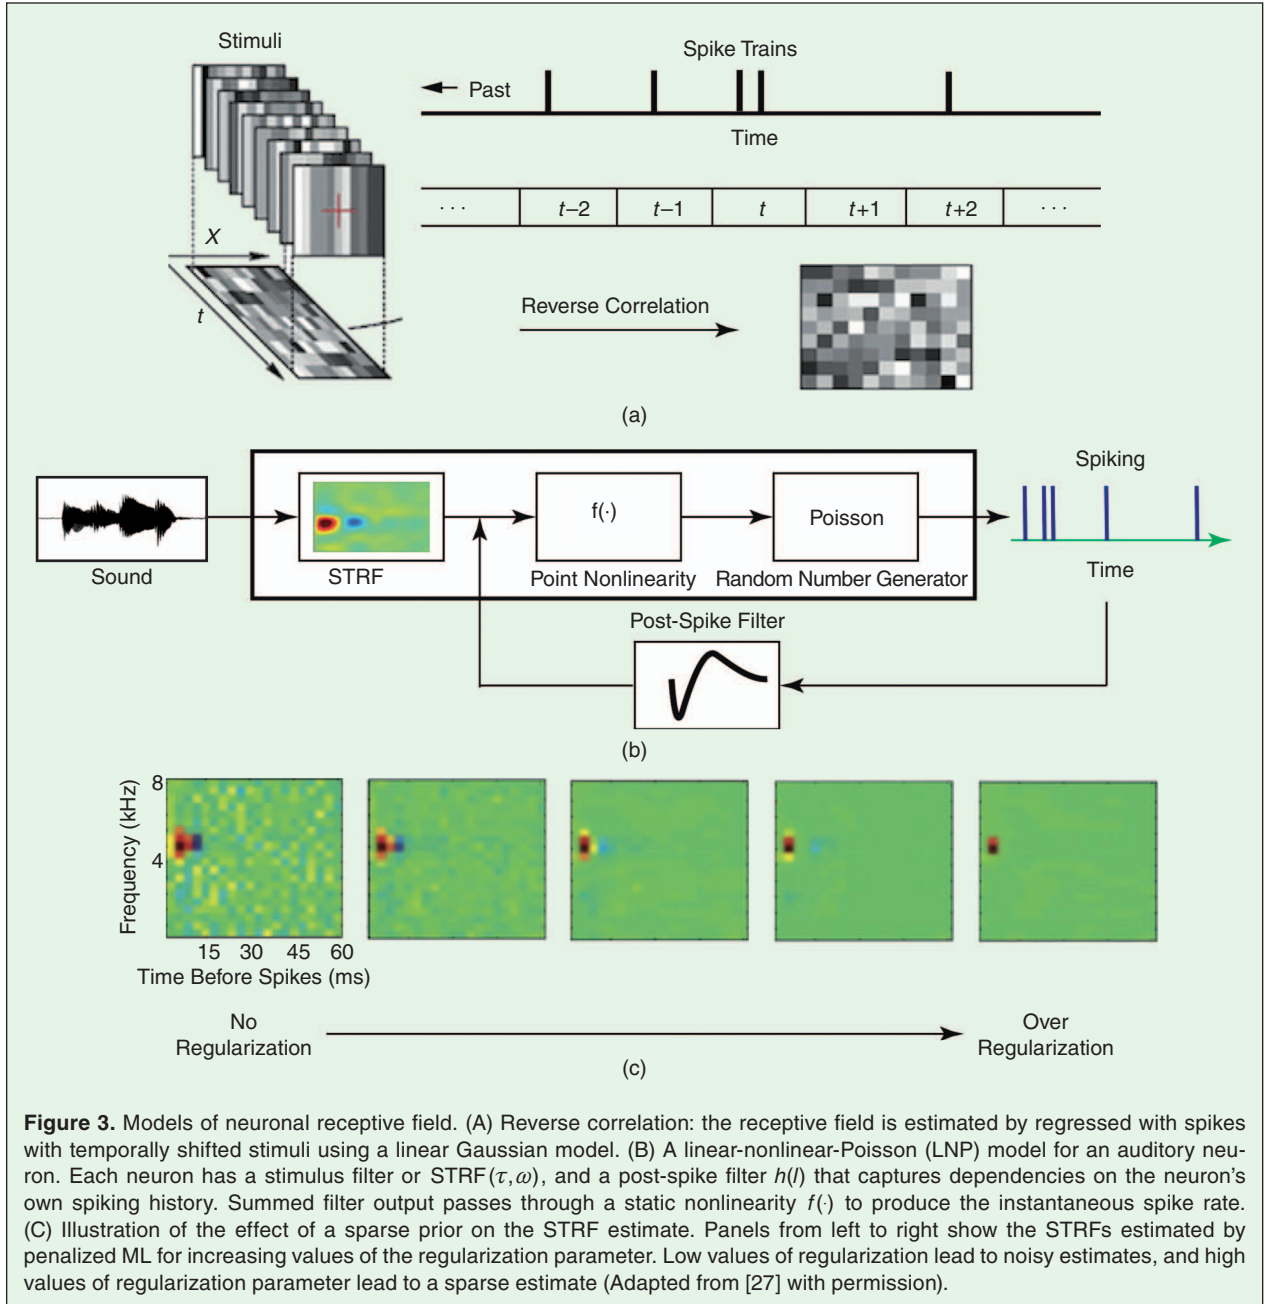 Stimuli
Spike Trains
Past
Time
... t–2 t–1 t t+1 t+2 ...
X
t
Reverse Correlation
(a)
Sound
STRF
f(·)
Point Nonlinearity
Poisson
Random Number Generator
Spiking
Time
Post-Spike Filter
(b)
Frequency (kHz)
8
4
15 30 45 60
Time Before Spikes (ms)
No
Regularization
Over
Regularization
(c)
Figure 3. Models of neuronal receptive field. (A) Reverse correlation: the receptive field is estimated by regressed with spikes
with temporally shifted stimuli using a linear Gaussian model. (B) A linear-nonlinear-Poisson (LNP) model for an auditory neu-
ron. Each neuron has a stimulus filter or STRF(τ,ω), and a post-spike filter h(l) that captures dependencies on the neuron's
own spiking history. Summed filter output passes through a static nonlinearity f(·) to produce the instantaneous spike rate.
(C) Illustration of the effect of a sparse prior on the STRF estimate. Panels from left to right show the STRFs estimated by
penalized ML for increasing values of the regularization parameter. Low values of regularization lead to noisy estimates, and high
values of regularization parameter lead to a sparse estimate (Adapted from [27] with permission).